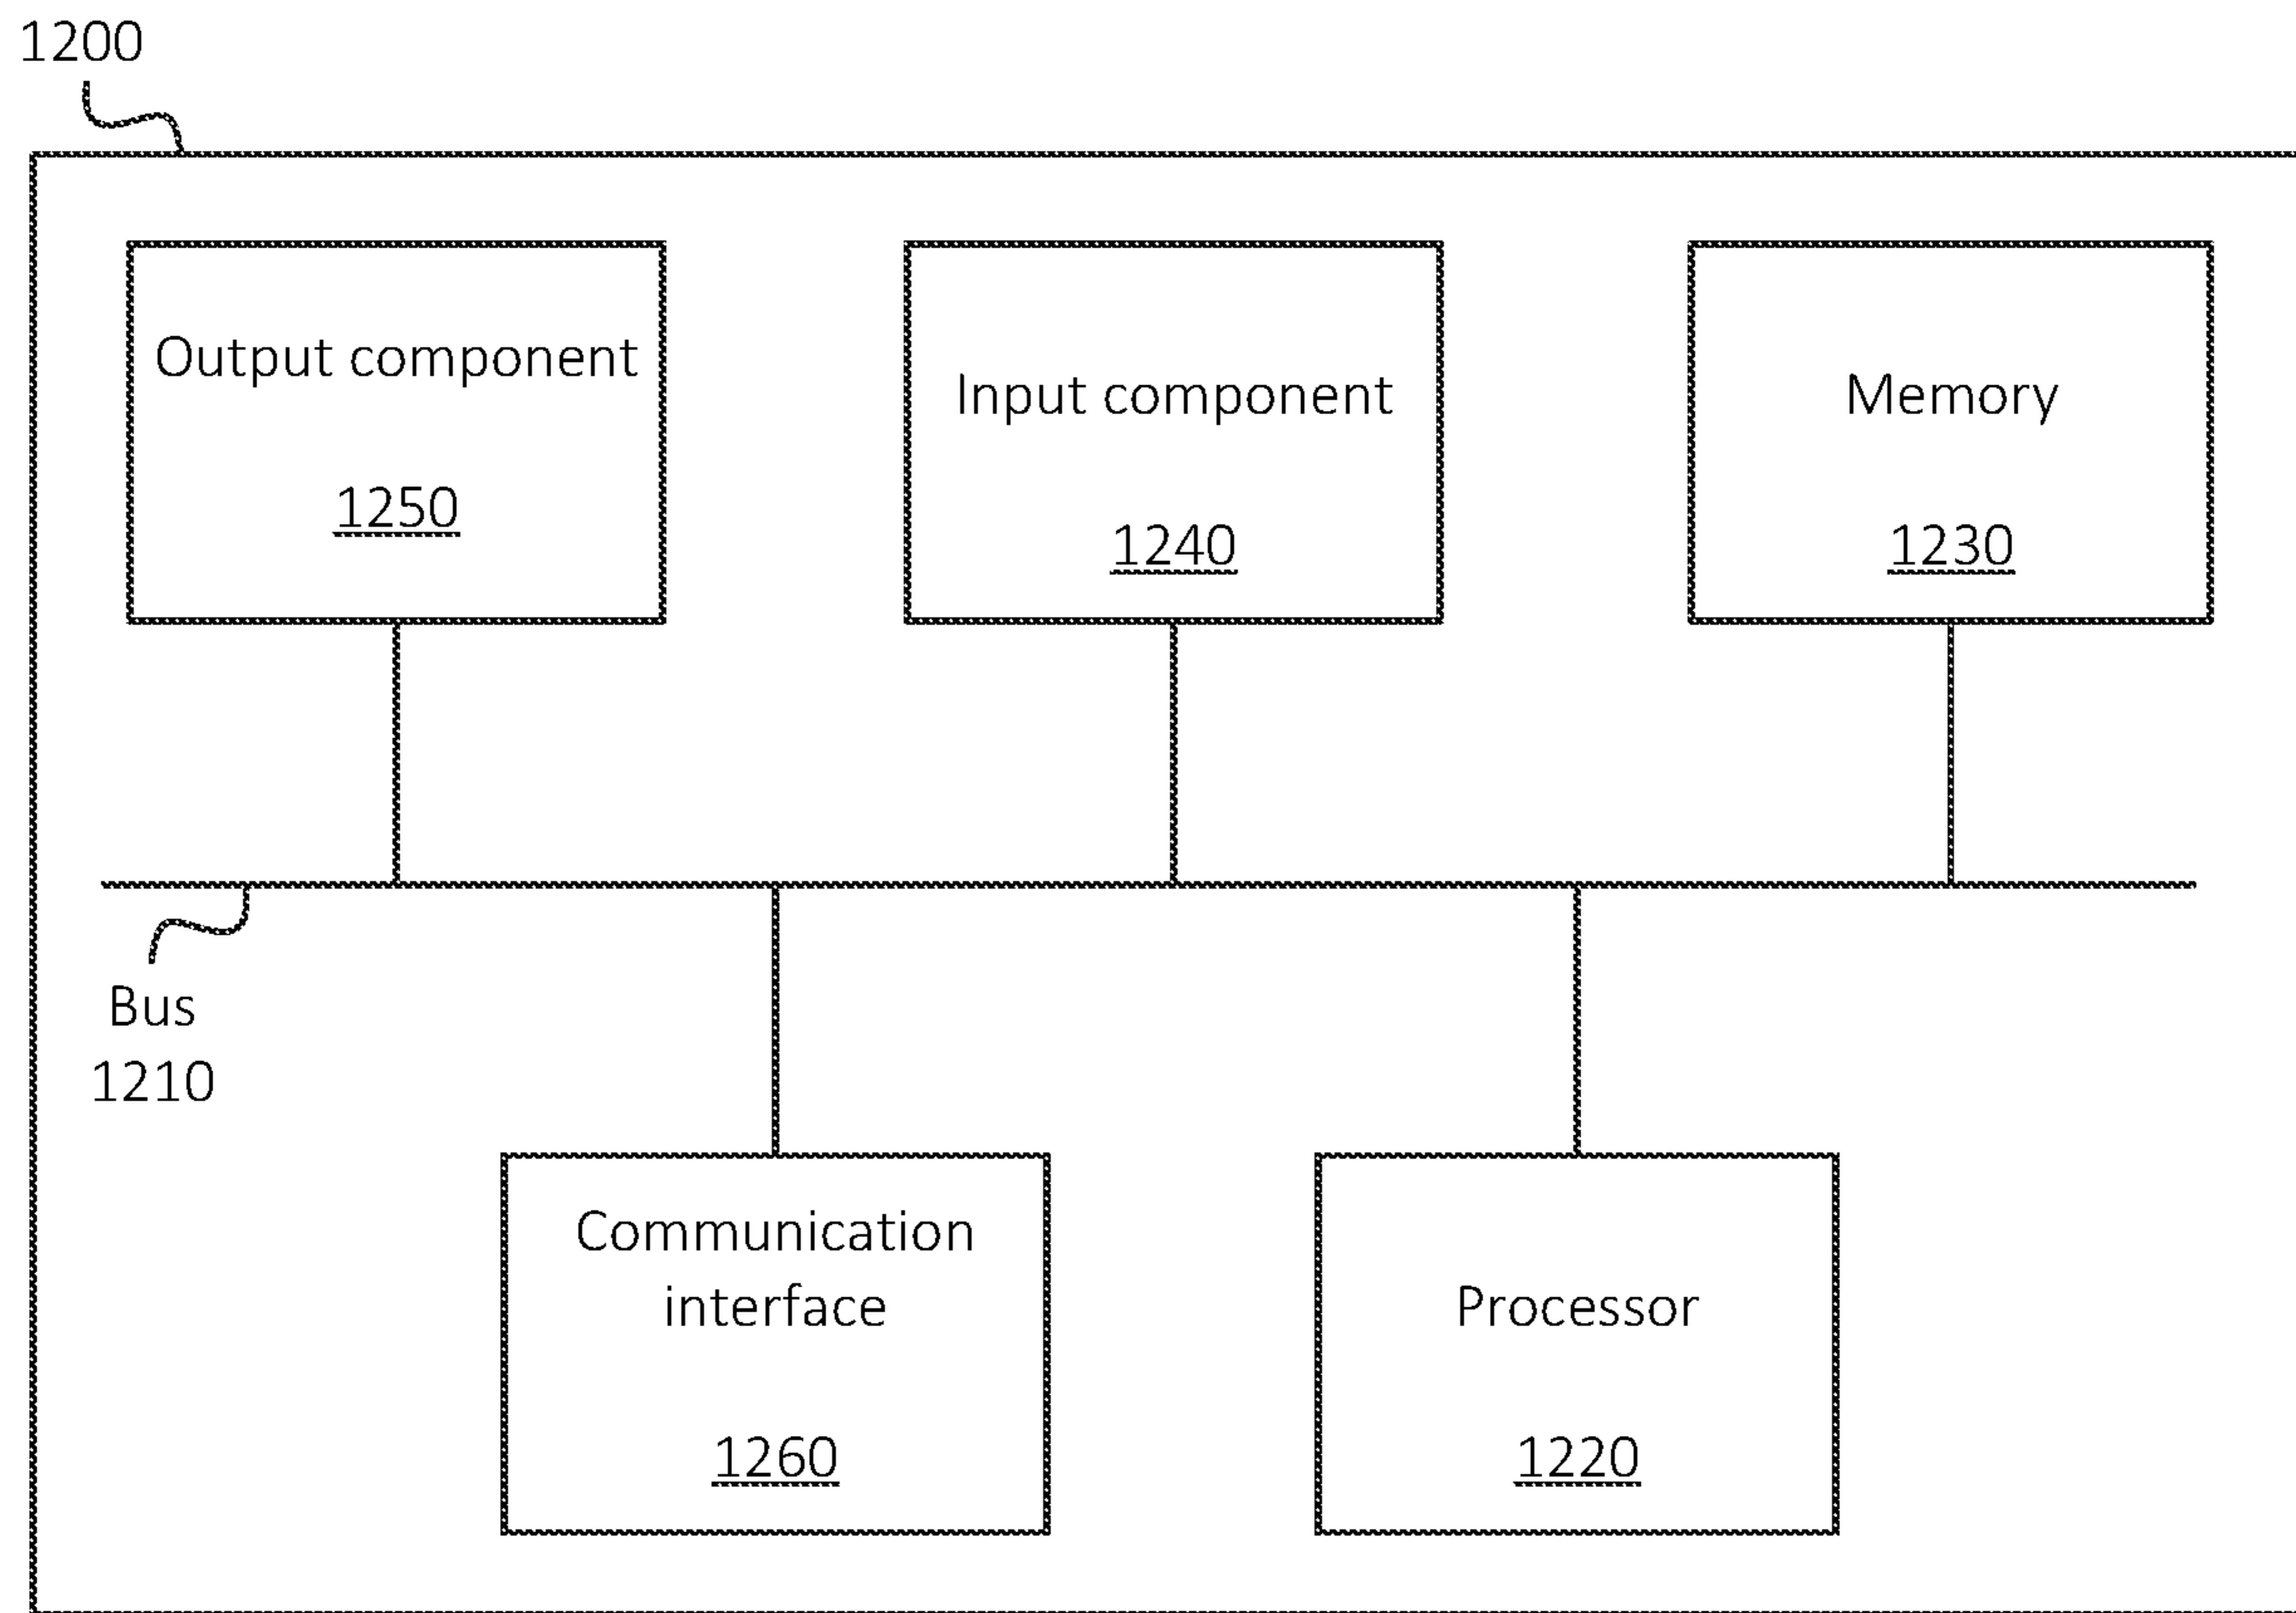 1200
Output component
1250
Input component
1240
Memory
1230
Bus
1210
Communication
interface
1260
Processor
1220